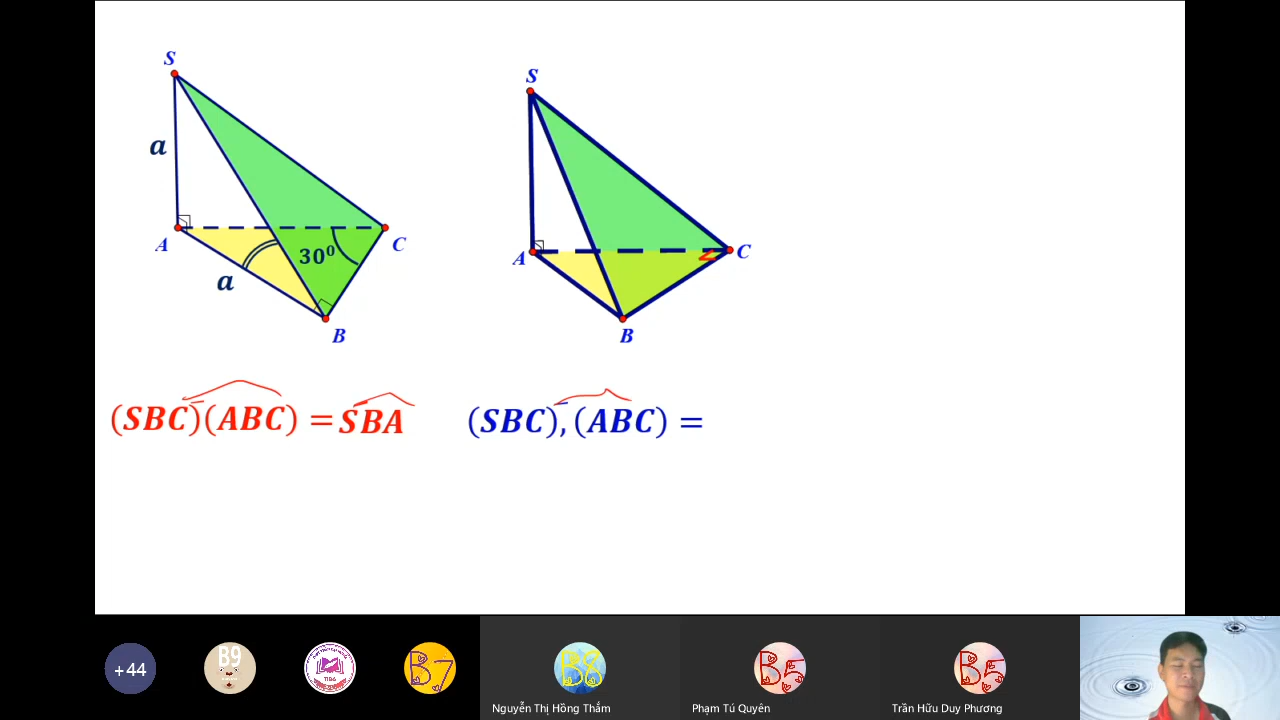 S
S
a
A
C
30⁰
a
B
A
C
B
(SBC)(ABC) = SBA
(SBC), (ABC) =
+44
B9
B7
B8
B5
B5
Nguyễn Thị Hồng Thắm
Phạm Tú Quyên
Trần Hữu Duy Phương